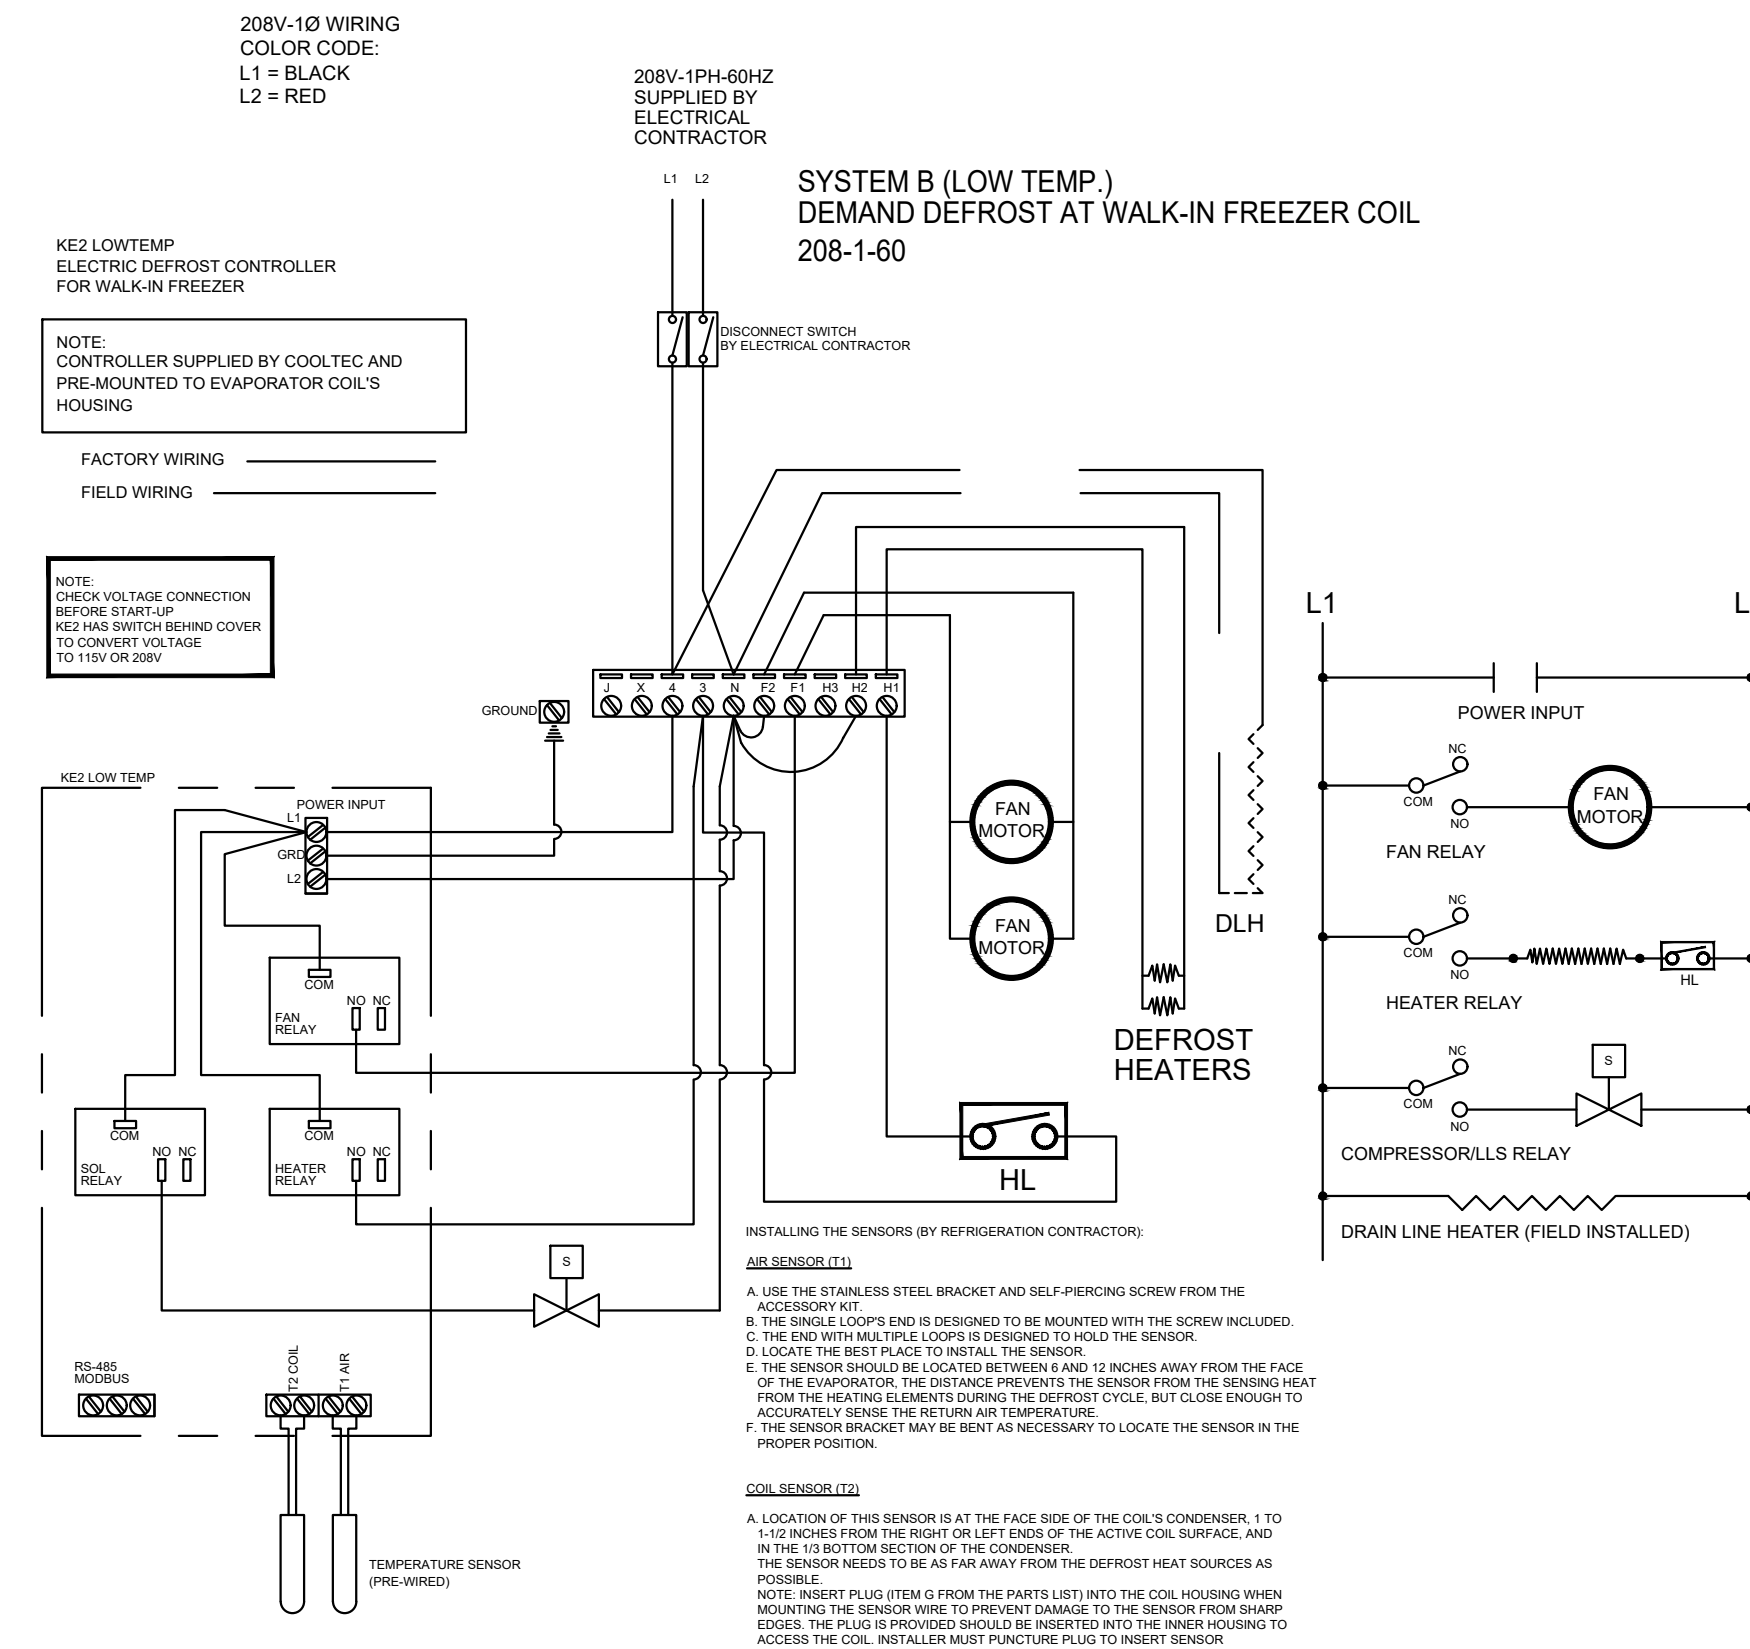 208V-1Ø WIRING
COLOR CODE:
L1 = BLACK
L2 = RED
208V-1PH-60HZ
SUPPLIED BY
ELECTRICAL
CONTRACTOR
L1 L2
SYSTEM B (LOW TEMP.)
DEMAND DEFROST AT WALK-IN FREEZER COIL
208-1-60
KE2 LOWTEMP
ELECTRIC DEFROST CONTROLLER
FOR WALK-IN FREEZER
NOTE:
CONTROLLER SUPPLIED BY COOLTEC AND
PRE-MOUNTED TO EVAPORATOR COIL'S
HOUSING
DISCONNECT SWITCH
BY ELECTRICAL CONTRACTOR
FACTORY WIRING
FIELD WIRING
NOTE:
CHECK VOLTAGE CONNECTION
BEFORE START-UP
KE2 HAS SWITCH BEHIND COVER
TO CONVERT VOLTAGE
TO 115V OR 208V
J X 4 3 N F2 F1 H3 H2 H1
GROUND
KE2 LOW TEMP
POWER INPUT
L1
GRD
L2
COM
NO NC
FAN
RELAY
COM
NO NC
SOL
RELAY
COM
NO NC
HEATER
RELAY
S
RS-485
MODBUS
T2 COIL
T1 AIR
TEMPERATURE SENSOR
(PRE-WIRED)
FAN
MOTOR
FAN
MOTOR
DLH
DEFROST
HEATERS
HL
L1
L
POWER INPUT
NC
COM
NO
FAN
MOTOR
FAN RELAY
NC
COM
NO
HL
HEATER RELAY
NC
COM
NO
S
COMPRESSOR/LLS RELAY
DRAIN LINE HEATER (FIELD INSTALLED)
INSTALLING THE SENSORS (BY REFRIGERATION CONTRACTOR):
AIR SENSOR (T1)
A. USE THE STAINLESS STEEL BRACKET AND SELF-PIERCING SCREW FROM THE
ACCESSORY KIT.
B. THE SINGLE LOOP'S END IS DESIGNED TO BE MOUNTED WITH THE SCREW INCLUDED.
C. THE END WITH MULTIPLE LOOPS IS DESIGNED TO HOLD THE SENSOR.
D. LOCATE THE BEST PLACE TO INSTALL THE SENSOR.
E. THE SENSOR SHOULD BE LOCATED BETWEEN 6 AND 12 INCHES AWAY FROM THE FACE
OF THE EVAPORATOR, THE DISTANCE PREVENTS THE SENSOR FROM THE SENSING HEAT
FROM THE HEATING ELEMENTS DURING THE DEFROST CYCLE, BUT CLOSE ENOUGH TO
ACCURATELY SENSE THE RETURN AIR TEMPERATURE.
F. THE SENSOR BRACKET MAY BE BENT AS NECESSARY TO LOCATE THE SENSOR IN THE
PROPER POSITION.
COIL SENSOR (T2)
A. LOCATION OF THIS SENSOR IS AT THE FACE SIDE OF THE COIL'S CONDENSER, 1 TO
1-1/2 INCHES FROM THE RIGHT OR LEFT ENDS OF THE ACTIVE COIL SURFACE, AND
IN THE 1/3 BOTTOM SECTION OF THE CONDENSER.
THE SENSOR NEEDS TO BE AS FAR AWAY FROM THE DEFROST HEAT SOURCES AS
POSSIBLE.
NOTE: INSERT PLUG (ITEM G FROM THE PARTS LIST) INTO THE COIL HOUSING WHEN
MOUNTING THE SENSOR WIRE TO PREVENT DAMAGE TO THE SENSOR FROM SHARP
EDGES. THE PLUG IS PROVIDED SHOULD BE INSERTED INTO THE INNER HOUSING TO
ACCESS THE COIL. INSTALLER MUST PUNCTURE PLUG TO INSERT SENSOR